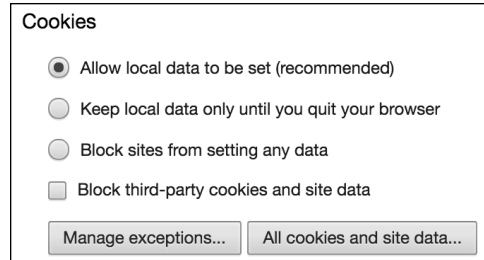 Cookies
Allow local data to be set (recommended)
Keep local data only until you quit your browser
Block sites from setting any data
Block third-party cookies and site data
Manage exceptions... All cookies and site data...